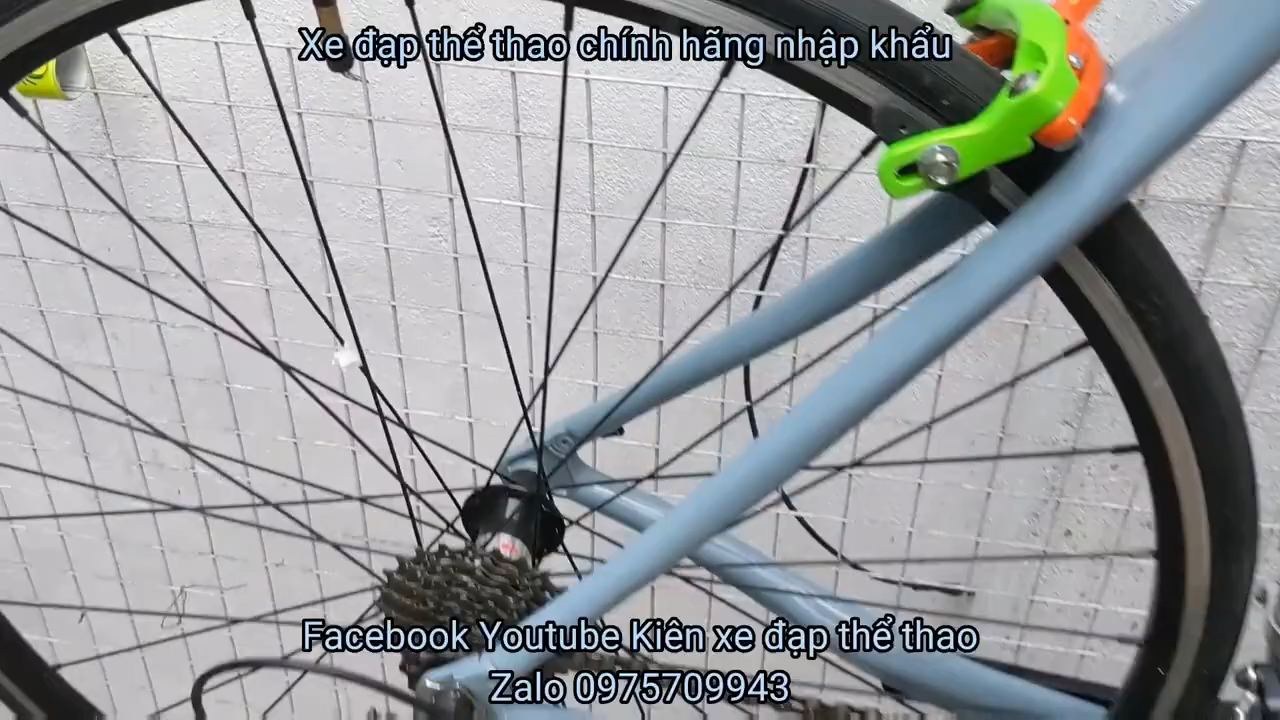 Xe đạp thể thao chính hãng nhập khẩu
Facebook Youtube Kiên xe đạp thể thao
Zalo 0975709943